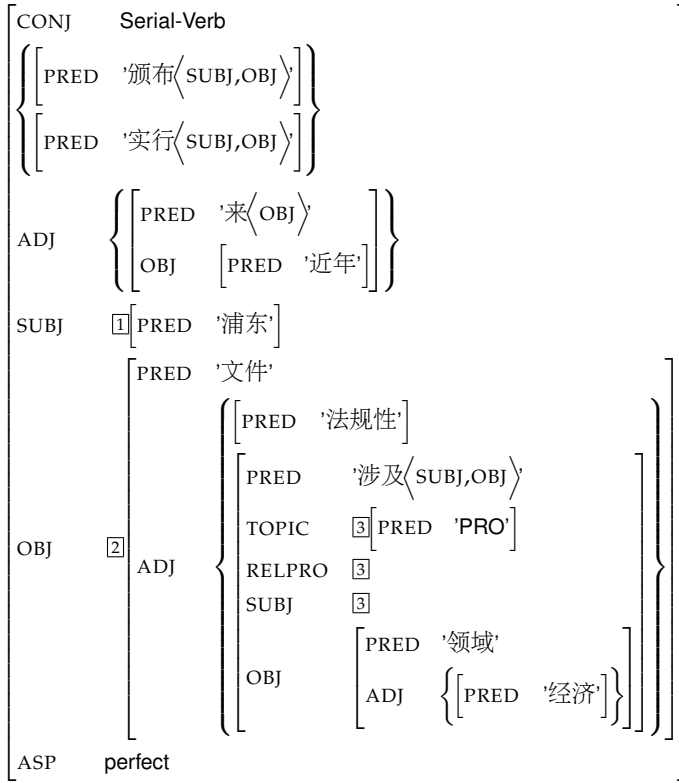 CONJ Serial-Verb
PRED '颁布⟨SUBJ,OBJ⟩'
PRED '实行⟨SUBJ,OBJ⟩'
PRED '来⟨OBJ⟩'
ADJ
OBJ [PRED '近年']
SUBJ 1[PRED '浦东']
PRED '文件'
[PRED '法规性']
PRED '涉及⟨SUBJ,OBJ⟩'
TOPIC 3[PRED 'PRO']
OBJ 2 ADJ RELPRO 3
SUBJ 3
PRED '领域'
OBJ
ADJ {[PRED '经济']}
ASP perfect